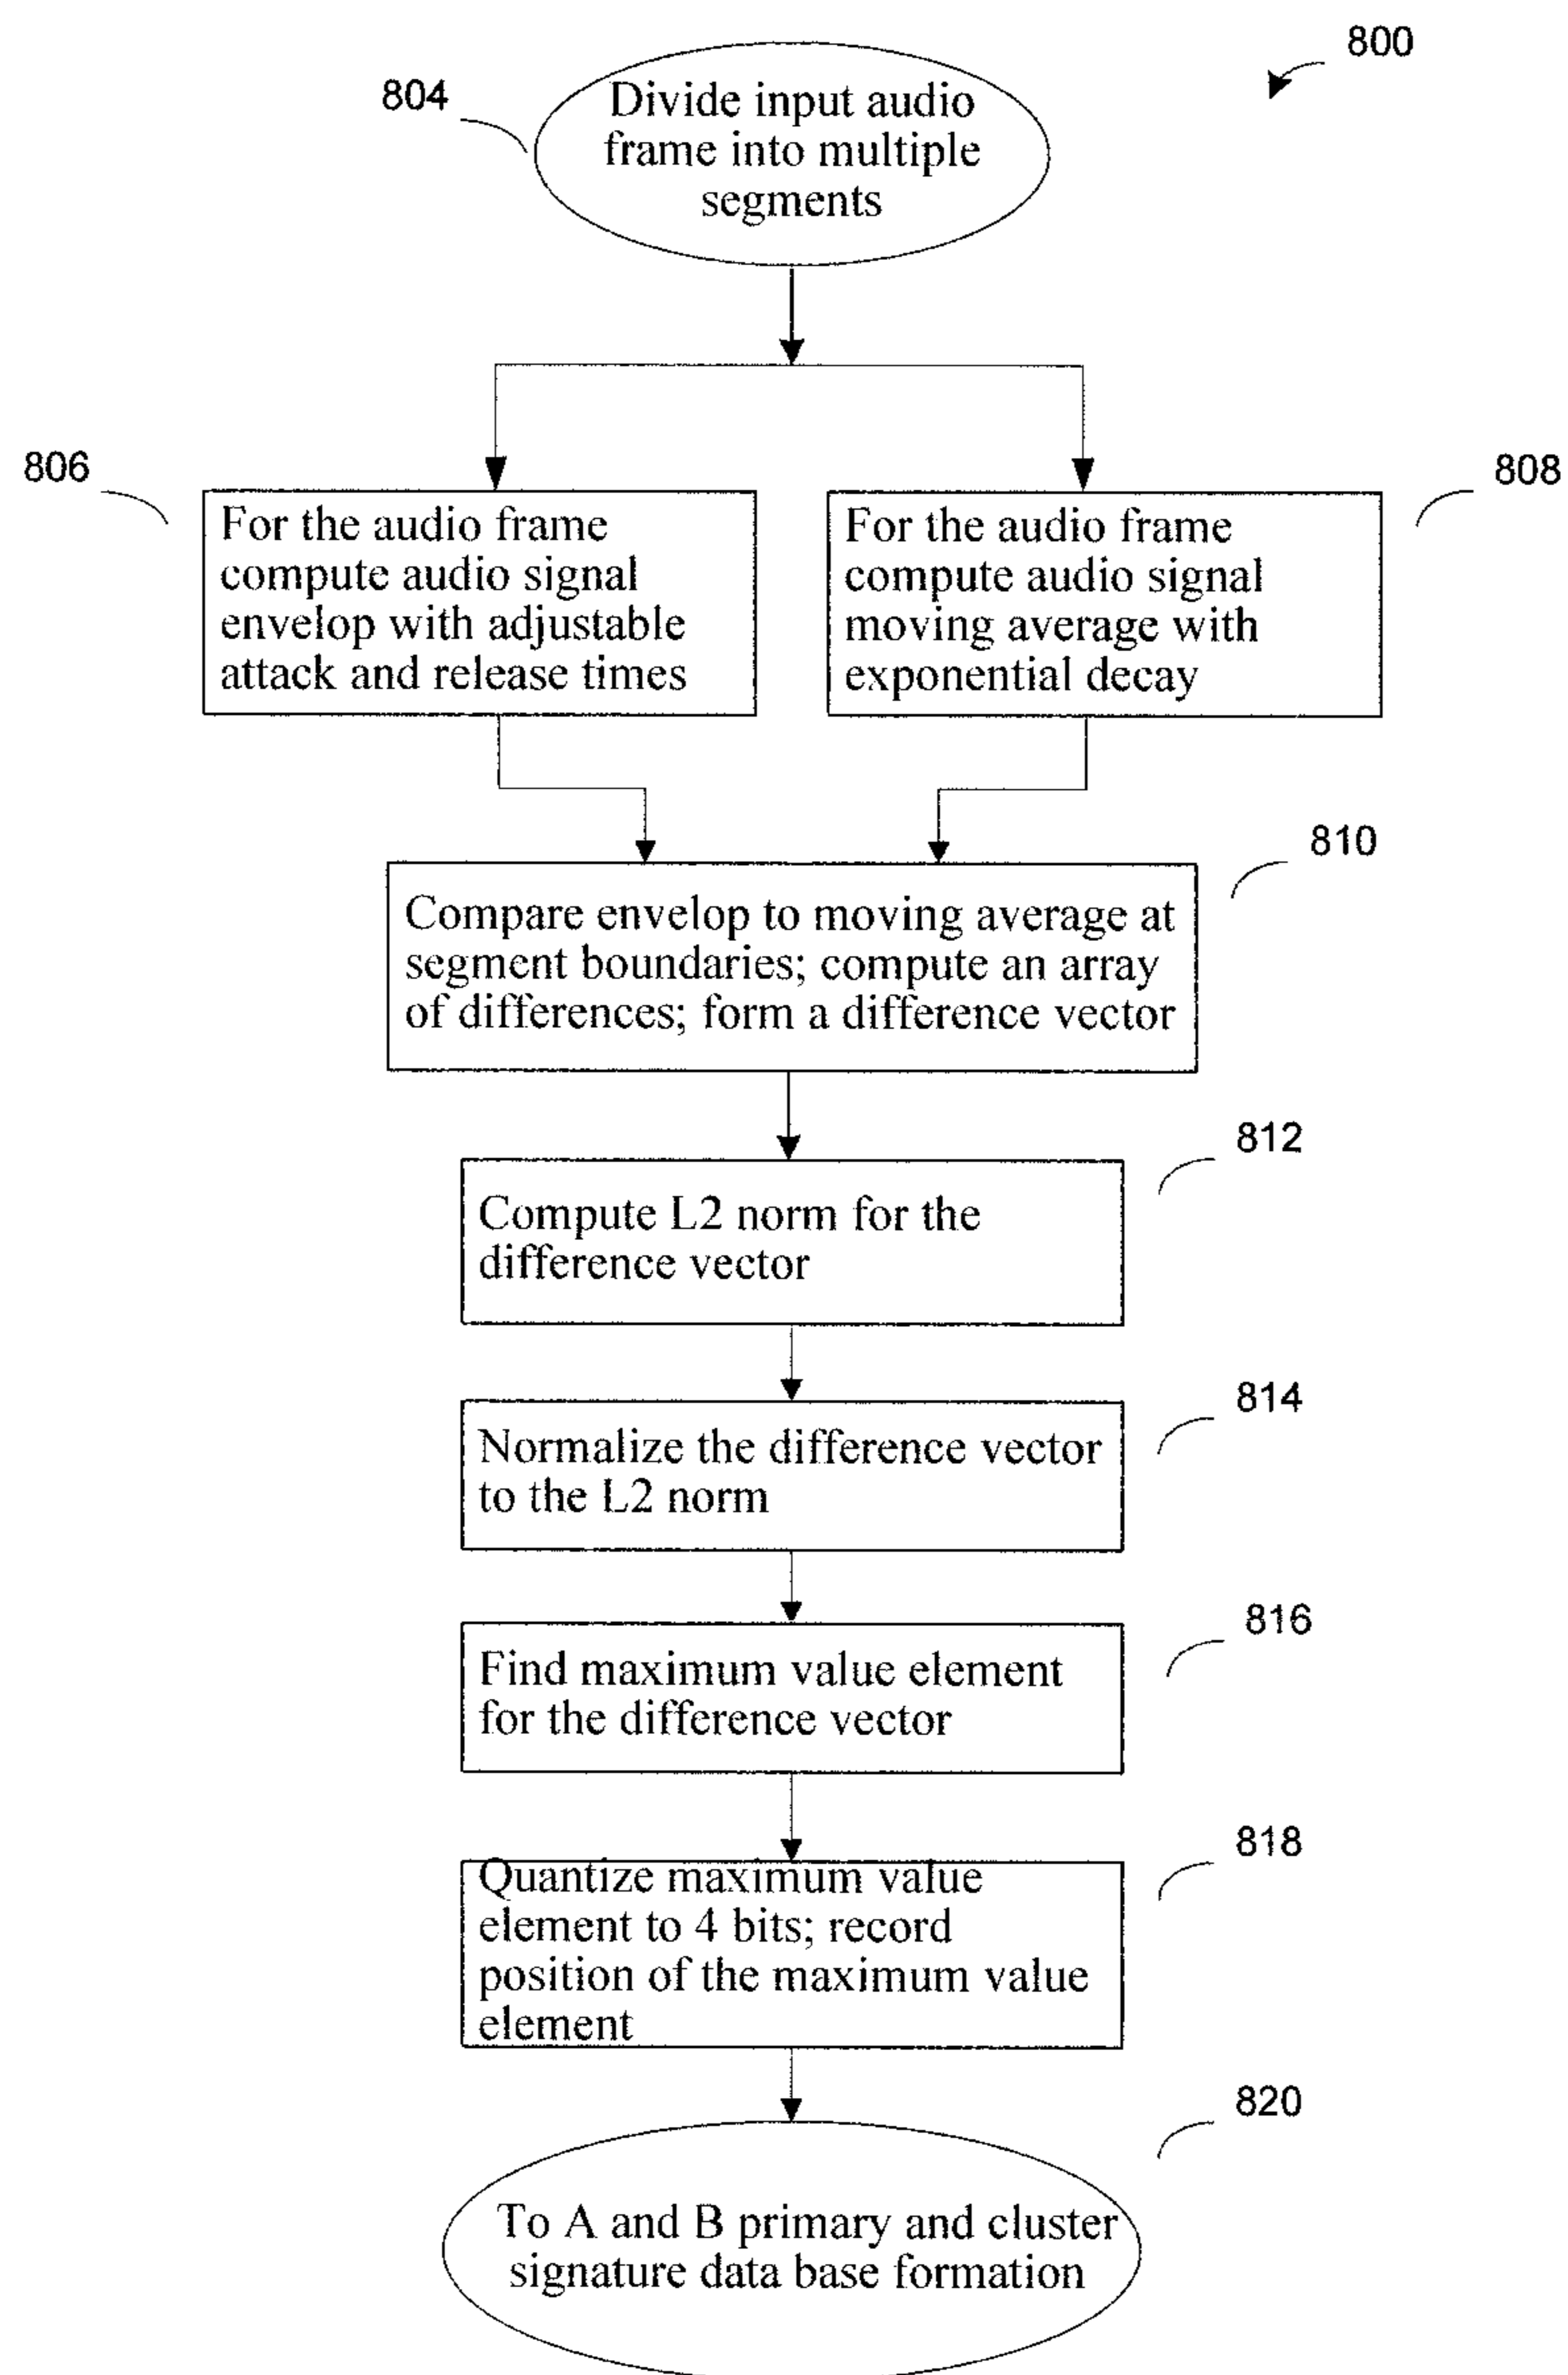 800
804
Divide input audio
frame into multiple
segments
806
For the audio frame
compute audio signal
envelop with adjustable
attack and release times
808
For the audio frame
compute audio signal
moving average with
exponential decay
810
Compare envelop to moving average at
segment boundaries; compute an array
of differences; form a difference vector
812
Compute L2 norm for the
difference vector
814
Normalize the difference vector
to the L2 norm
816
Find maximum value element
for the difference vector
818
Quantize maximum value
element to 4 bits; record
position of the maximum value
element
820
To A and B primary and cluster
signature data base formation